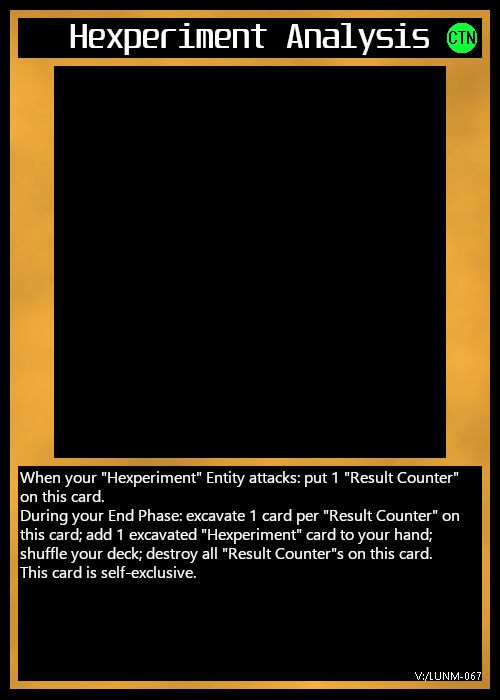 Hexperiment Analysis CTN
When your "Hexperiment" Entity attacks: put 1 "Result Counter"
on this card.
During your End Phase: excavate 1 card per "Result Counter" on
this card; add 1 excavated "Hexperiment" card to your hand;
shuffle your deck; destroy all "Result Counter"s on this card.
This card is self-exclusive.
V:/LUNM-067